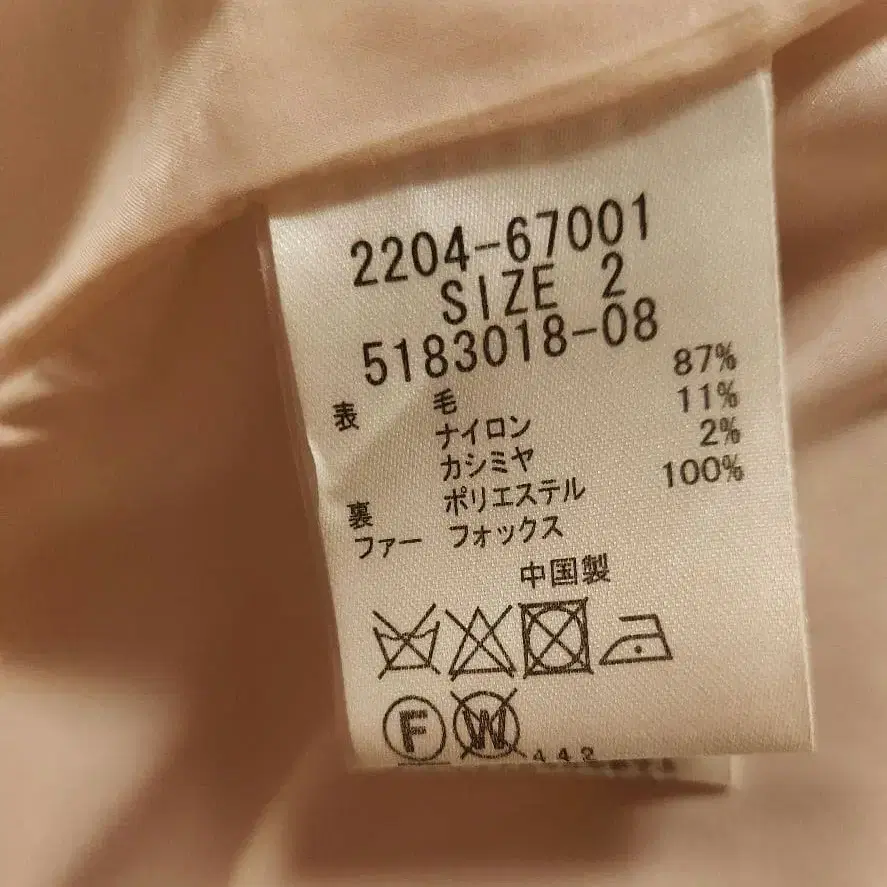 2204-67001
SIZE 2
5183018-08
表 毛 87%
ナイロン 11%
カシミヤ 2%
裏 ポリエステル 100%
ファー フォックス
中国製
F W
442